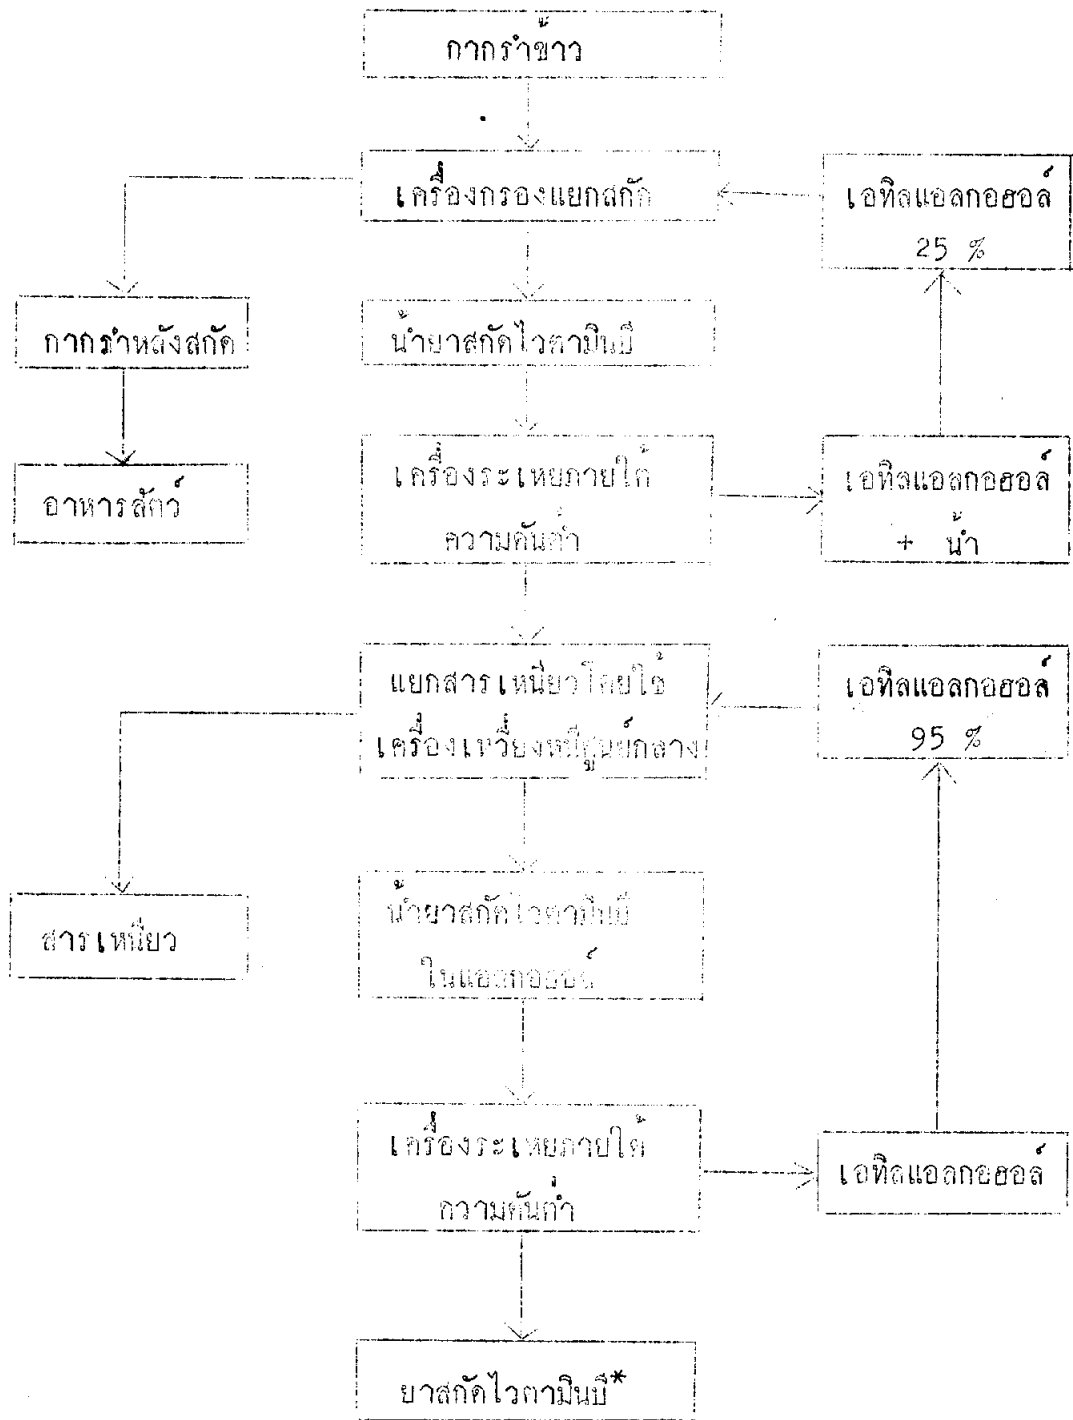 กากรำข้าว
เครื่องกรองแยกสกัด
เอทิลแอลกอฮอล์
25 %
กากรำหลังสกัด
น้ำยาสกัดไวตามินบี
อาหารสัตว์
เครื่องระเหยภายใต้
ความดันต่ำ
เอทิลแอลกอฮอล์
+ น้ำ
แยกสารเหนียวโดยใช้
เครื่องเหวี่ยงหนีศูนย์กลาง
เอทิลแอลกอฮอล์
95 %
สารเหนียว
น้ำยาสกัดไวตามินบี
ในแอลกอฮอล์
เครื่องระเหยภายใต้
ความดันต่ำ
เอทิลแอลกอฮอล์
ยาสกัดไวตามินบี*